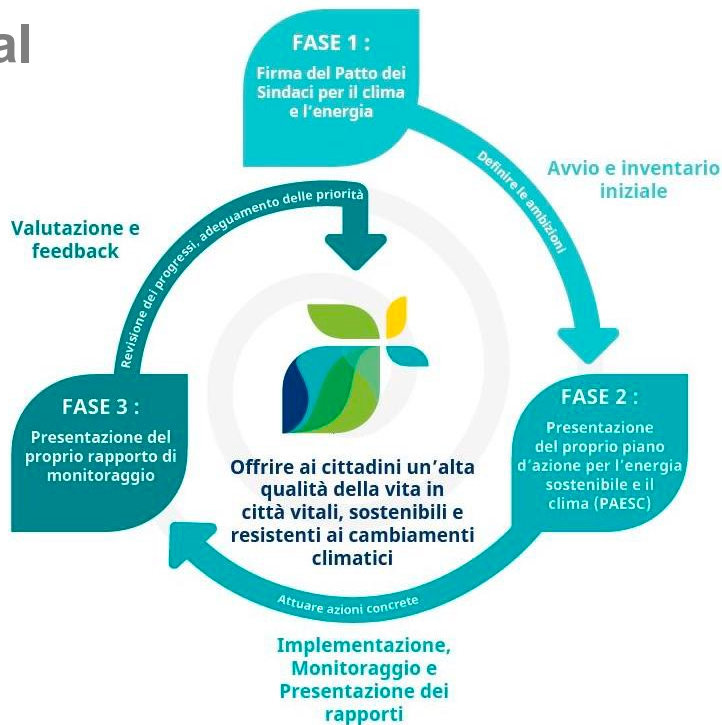 al
FASE 1 :
Firma del Patto dei
Sindaci per il clima
e l’energia
Definire le ambizioni
Avvio e inventario
iniziale
FASE 2 :
Presentazione
del proprio piano
d’azione per l’energia
sostenibile e il
clima (PAESC)
Attuare azioni concrete
Implementazione,
Monitoraggio e
Presentazione dei
rapporti
FASE 3 :
Presentazione del
proprio rapporto di
monitoraggio
Revisione dei progressi, adeguamento delle priorità
Valutazione e
feedback
Offrire ai cittadini un’alta
qualità della vita in
città vitali, sostenibili e
resistenti ai cambiamenti
climatici